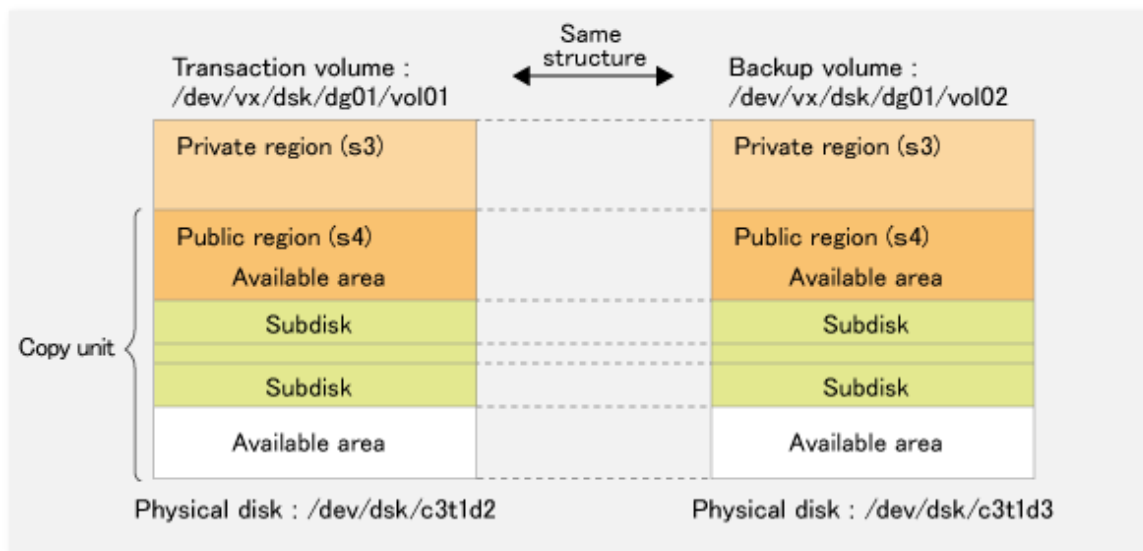 Same
structure
Transaction volume :
/dev/vx/dsk/dg01/vol01
Backup volume :
/dev/vx/dsk/dg01/vol02
Private region (s3)
Private region (s3)
Public region (s4)
Public region (s4)
Available area
Available area
Subdisk
Subdisk
Copy unit
Subdisk
Subdisk
Available area
Available area
Physical disk : /dev/dsk/c3t1d2
Physical disk : /dev/dsk/c3t1d3